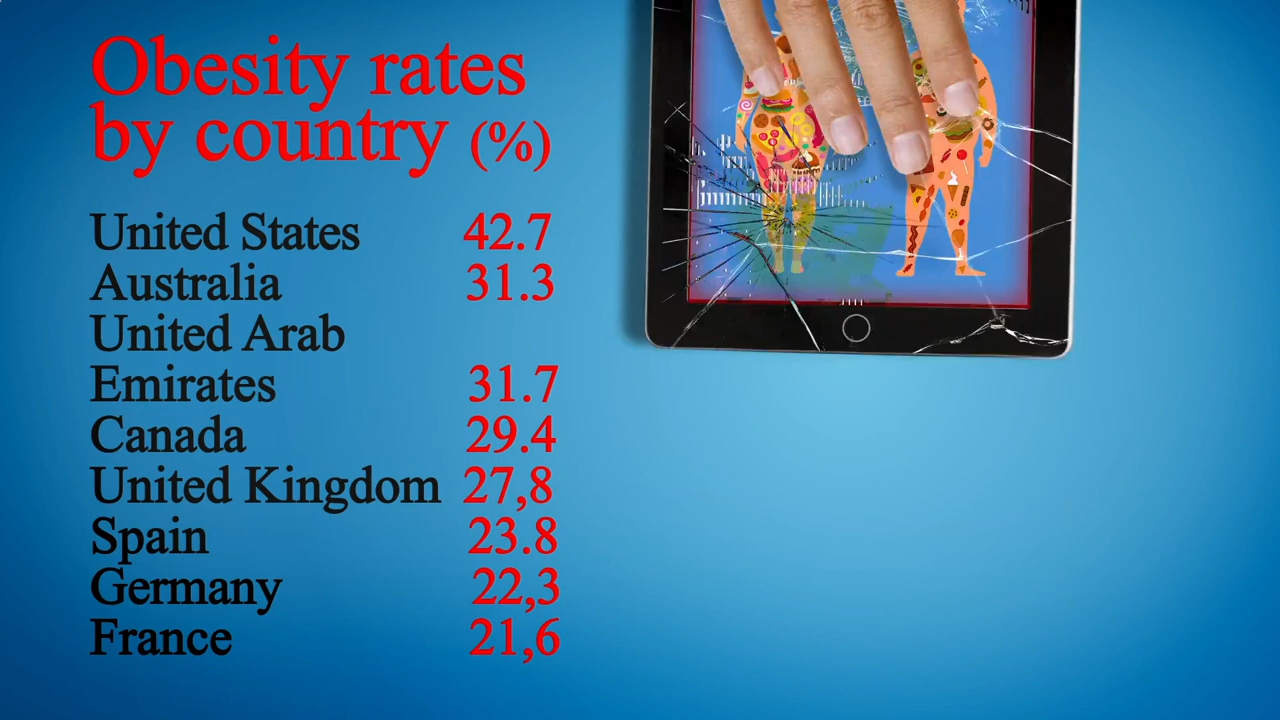 Obesity rates
by country (%)
United States 42.7
Australia 31.3
United Arab
Emirates 31.7
Canada 29.4
United Kingdom 27,8
Spain 23.8
Germany 22,3
France 21,6